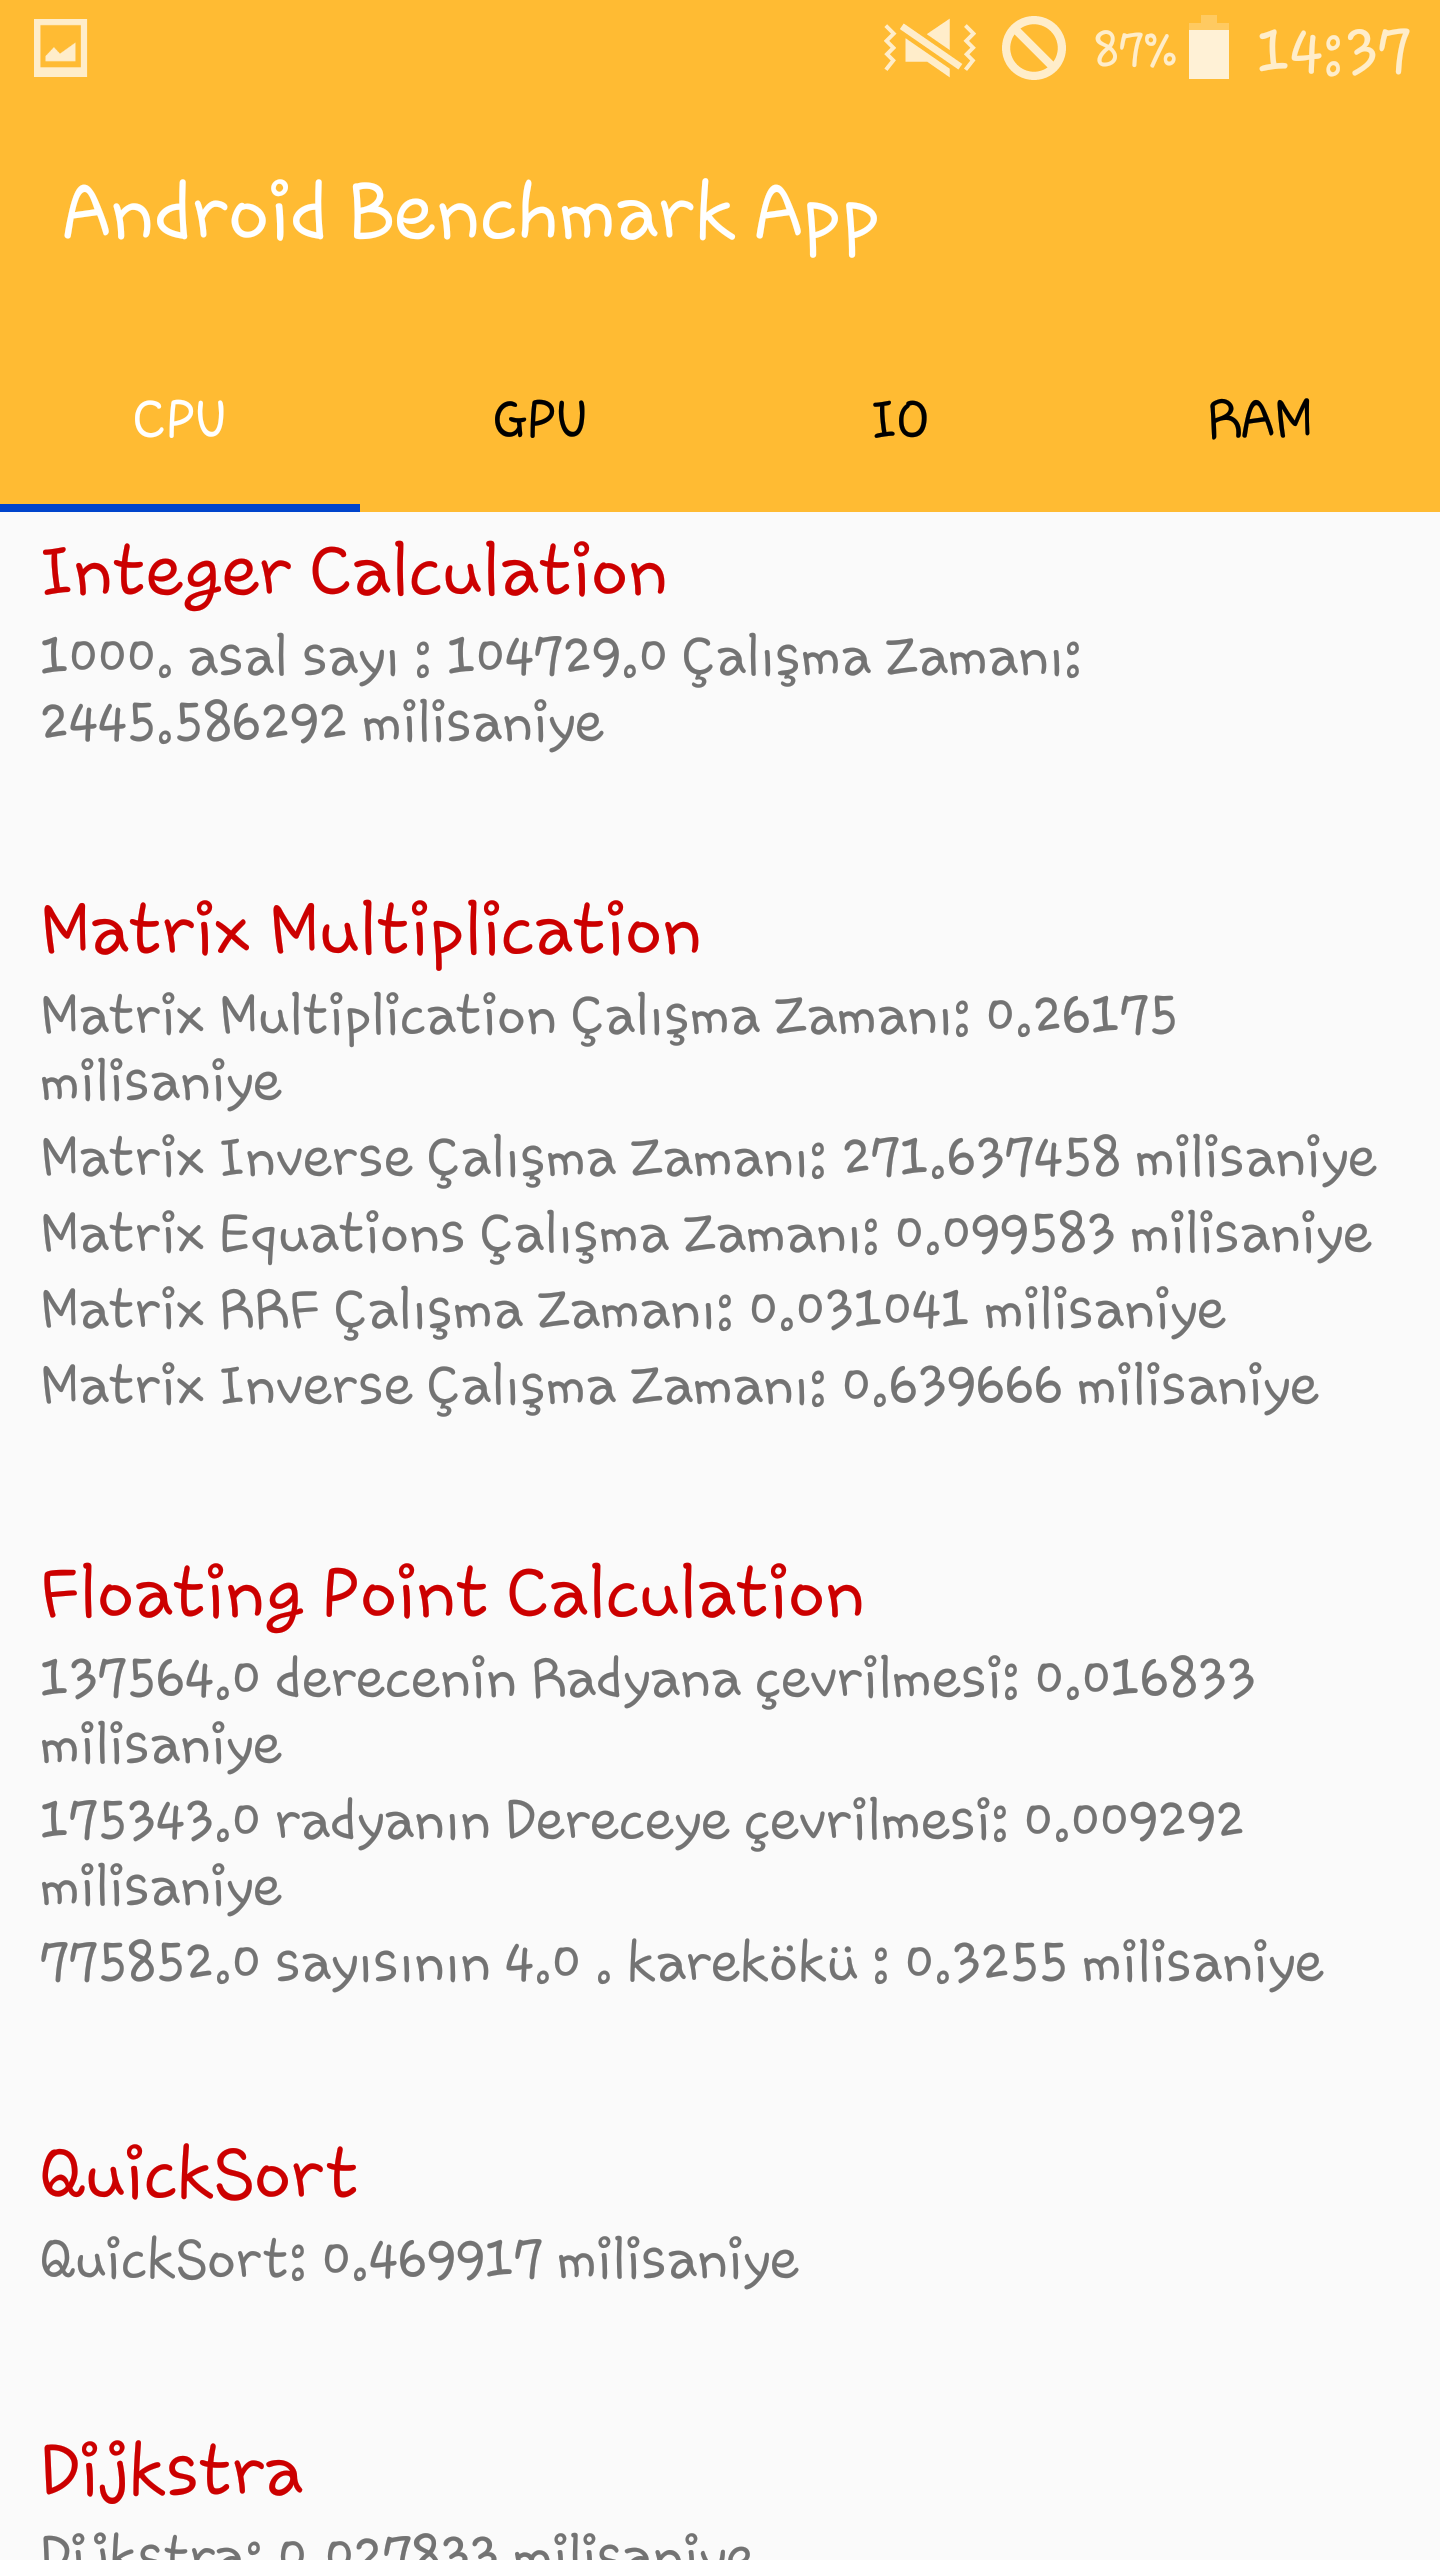 87% 14:37
Android Benchmark App
CPU GPU IO RAM
Integer Calculation
1000. asal sayı : 104729.0 Çalışma Zamanı:
2445.586292 milisaniye
Matrix Multiplication
Matrix Multiplication Çalışma Zamanı: 0.26175
milisaniye
Matrix Inverse Çalışma Zamanı: 271.637458 milisaniye
Matrix Equations Çalışma Zamanı: 0.099583 milisaniye
Matrix RRF Çalışma Zamanı: 0.031041 milisaniye
Matrix Inverse Çalışma Zamanı: 0.639666 milisaniye
Floating Point Calculation
137564.0 derecenin Radyana çevrilmesi: 0.016833
milisaniye
175343.0 radyanın Dereceye çevrilmesi: 0.009292
milisaniye
775852.0 sayısının 4.0 . karekökü : 0.3255 milisaniye
QuickSort
QuickSort: 0.469917 milisaniye
Dijkstra
Dijkstra: 0.027833 milisaniye